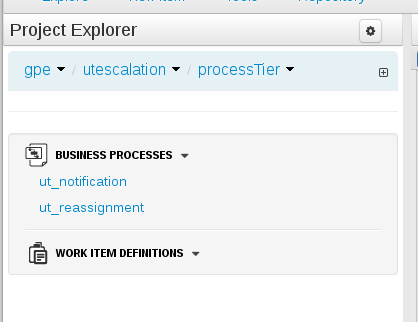 Explore New Item Tools Repository
Project Explorer
gpe / utescalation / processTier
BUSINESS PROCESSES
ut_notification
ut_reassignment
WORK ITEM DEFINITIONS